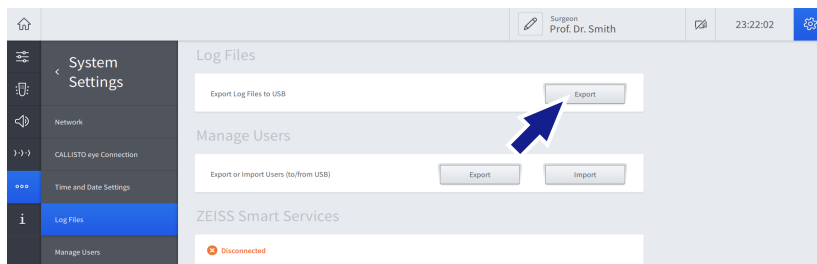 Surgeon
Prof. Dr. Smith
23:22:02
System
Settings
Network
CALLISTO eye Connection
Time and Date Settings
Log Files
Manage Users
Log Files
Export Log Files to USB
Export
Manage Users
Export or Import Users (to/from USB)
Export
Import
ZEISS Smart Services
Disconnected